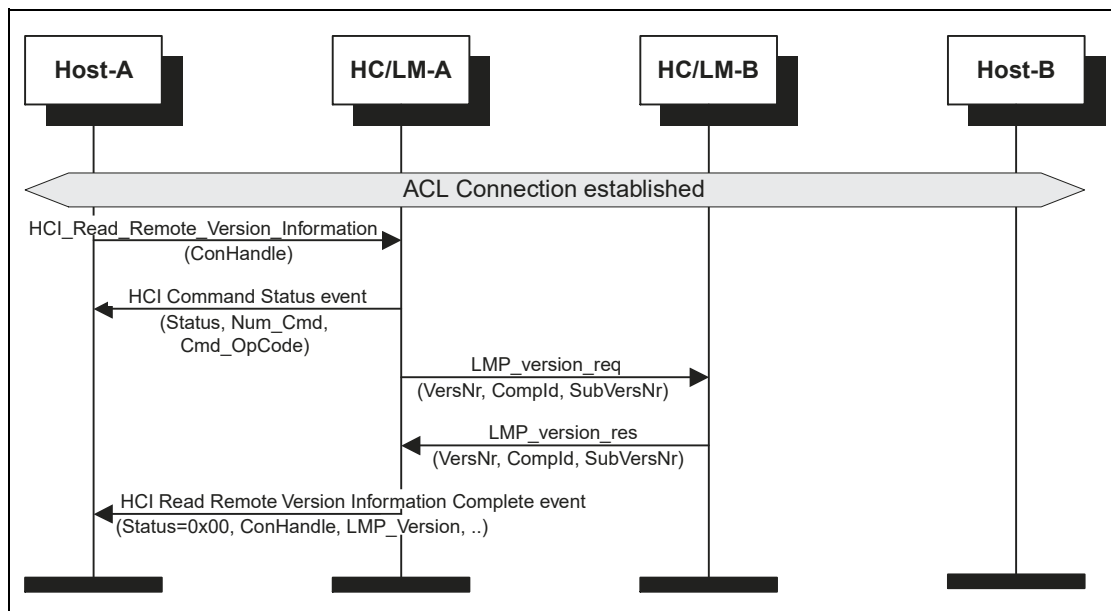 Host-A
HC/LM-A
HC/LM-B
Host-B
ACL Connection established
HCI_Read_Remote_Version_Information
(ConHandle)
HCI Command Status event
(Status, Num_Cmd,
Cmd_OpCode)
LMP_version_req
(VersNr, CompId, SubVersNr)
LMP_version_res
(VersNr, CompId, SubVersNr)
HCI Read Remote Version Information Complete event
(Status=0x00, ConHandle, LMP_Version, ..)